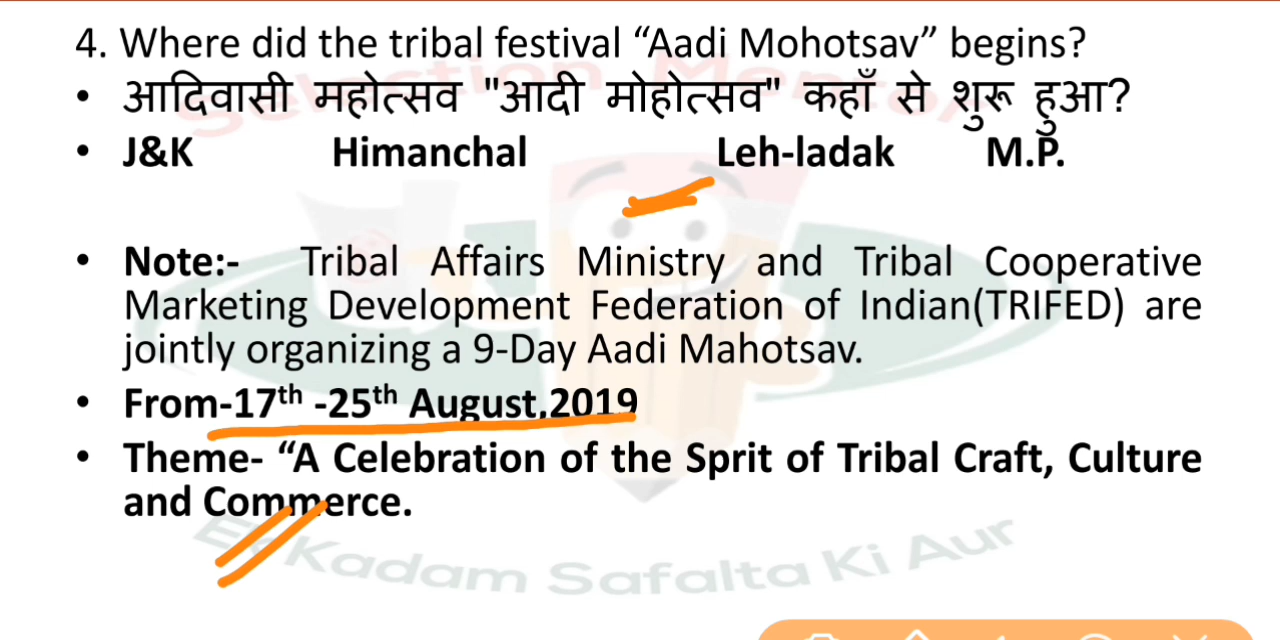 4. Where did the tribal festival “Aadi Mohotsav” begins?
• आदिवासी महोत्सव "आदी मोहोत्सव" कहाँ से शुरू हुआ?
• J&K Himanchal Leh-ladak M.P.
• Note:- Tribal Affairs Ministry and Tribal Cooperative
Marketing Development Federation of Indian(TRIFED) are
jointly organizing a 9-Day Aadi Mahotsav.
• From-17th -25th August,2019
• Theme- “A Celebration of the Sprit of Tribal Craft, Culture
and Commerce.
Kadam Safalta Ki Aur
Selection Mentor